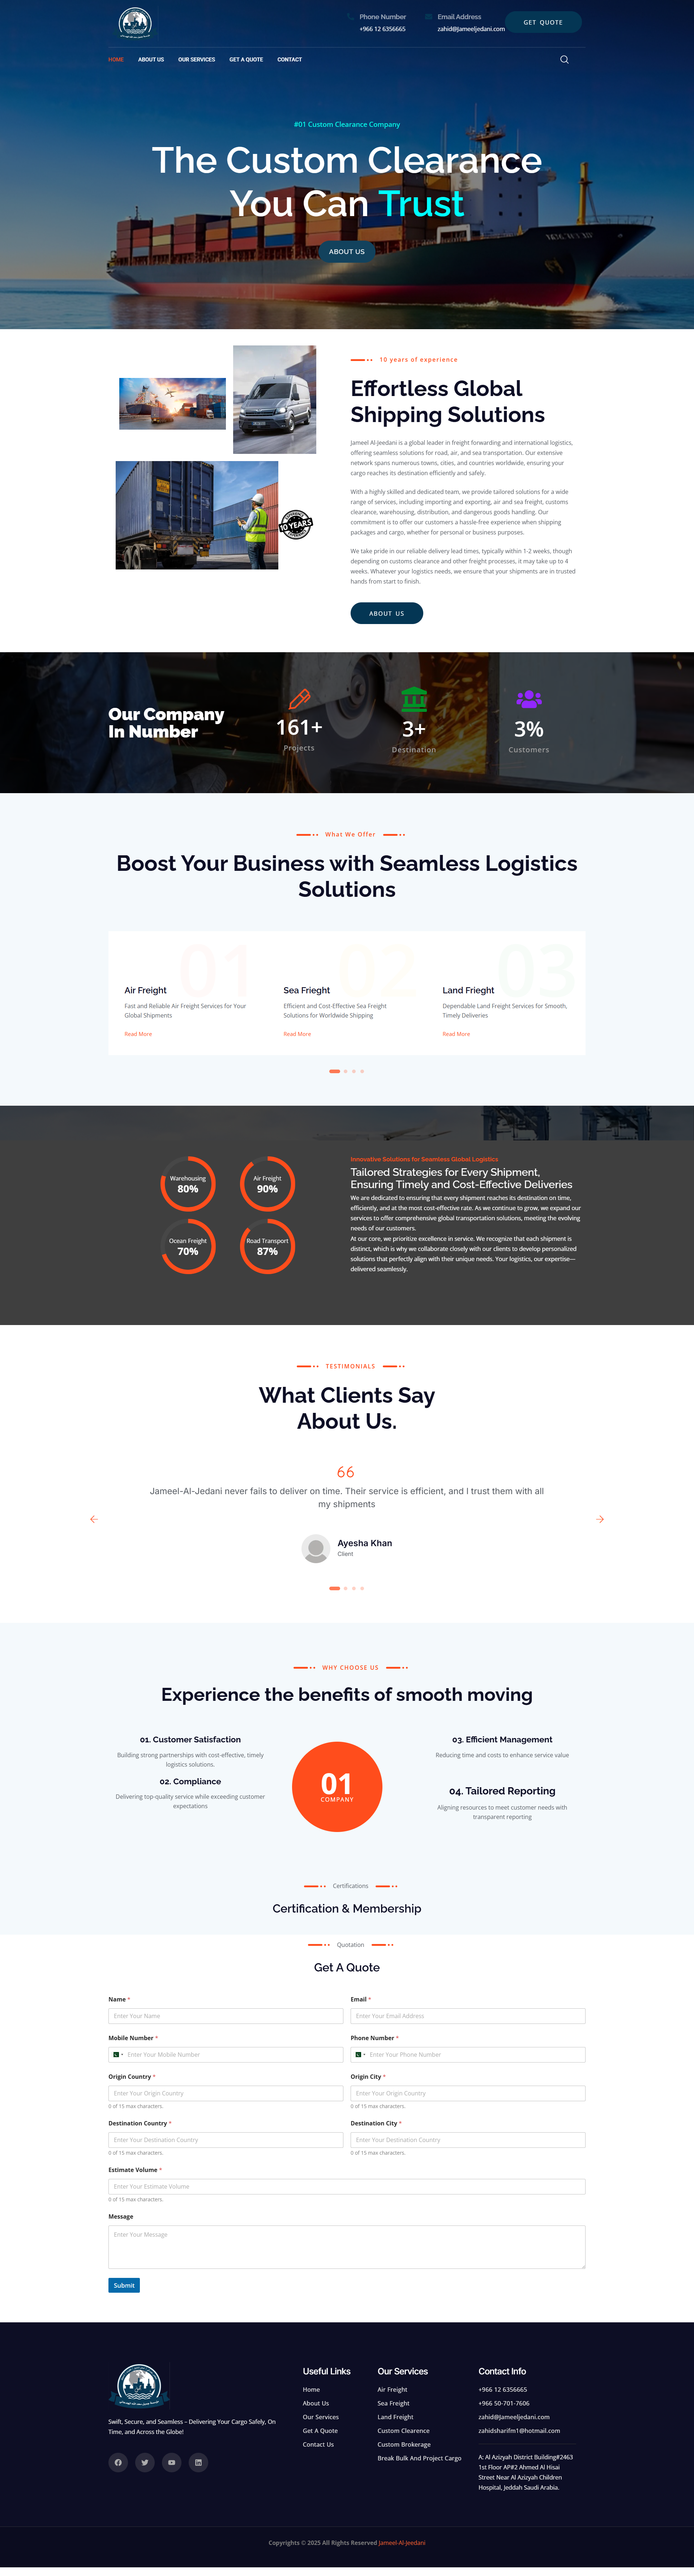 Phone Number
+966 12 6356665
Email Address
zahid@Jameeljedani.com
GET QUOTE
HOME
ABOUT US
OUR SERVICES
GET A QUOTE
CONTACT
#01 Custom Clearance Company
The Custom Clearance
You Can Trust
ABOUT US
10 years of experience
Effortless Global
Shipping Solutions
Jameel Al-Jeedani is a global leader in freight forwarding and international logistics,
offering seamless solutions for road, air, and sea transportation. Our extensive
network spans numerous towns, cities, and countries worldwide, ensuring your
cargo reaches its destination efficiently and safely.
With a highly skilled and dedicated team, we provide tailored solutions for a wide
range of services, including importing and exporting, air and sea freight, customs
clearance, warehousing, distribution, and dangerous goods handling. Our
commitment is to offer our customers a hassle-free experience when shipping
packages and cargo, whether for personal or business purposes.
We take pride in our reliable delivery lead times, typically within 1-2 weeks, though
depending on customs clearance and other freight processes, it may take up to 4
weeks. Whatever your logistics needs, we ensure that your shipments are in trusted
hands from start to finish.
10 YEARS
ABOUT US
Our Company
In Number
161+
Projects
3+
Destination
3%
Customers
What We Offer
Boost Your Business with Seamless Logistics
Solutions
01
Air Freight
Fast and Reliable Air Freight Services for Your
Global Shipments
Read More
02
Sea Frieght
Efficient and Cost-Effective Sea Freight
Solutions for Worldwide Shipping
Read More
03
Land Frieght
Dependable Land Freight Services for Smooth,
Timely Deliveries
Read More
Warehousing
80%
Air Freight
90%
Ocean Freight
70%
Road Transport
87%
Innovative Solutions for Seamless Global Logistics
Tailored Strategies for Every Shipment,
Ensuring Timely and Cost-Effective Deliveries
We are dedicated to ensuring that every shipment reaches its destination on time,
efficiently, and at the most cost-effective rate. As we continue to grow, we expand our
services to offer comprehensive global transportation solutions, meeting the evolving
needs of our customers.
At our core, we prioritize excellence in service. We recognize that each shipment is
distinct, which is why we collaborate closely with our clients to develop personalized
solutions that perfectly align with their unique needs. Your logistics, our expertise—
delivered seamlessly.
TESTIMONIALS
What Clients Say
About Us.
Jameel-Al-Jedani never fails to deliver on time. Their service is efficient, and I trust them with all
my shipments
Ayesha Khan
Client
WHY CHOOSE US
Experience the benefits of smooth moving
01. Customer Satisfaction
Building strong partnerships with cost-effective, timely
logistics solutions.
02. Compliance
Delivering top-quality service while exceeding customer
expectations
01
COMPANY
03. Efficient Management
Reducing time and costs to enhance service value
04. Tailored Reporting
Aligning resources to meet customer needs with
transparent reporting
Certifications
Certification & Membership
Quotation
Get A Quote
Name *
Enter Your Name
Email *
Enter Your Email Address
Mobile Number *
Enter Your Mobile Number
Phone Number *
Enter Your Phone Number
Origin Country *
Enter Your Origin Country
0 of 15 max characters.
Origin City *
Enter Your Origin Country
0 of 15 max characters.
Destination Country *
Enter Your Destination Country
0 of 15 max characters.
Destination City *
Enter Your Destination Country
0 of 15 max characters.
Estimate Volume *
Enter Your Estimate Volume
0 of 15 max characters.
Message
Enter Your Message
Submit
Swift, Secure, and Seamless – Delivering Your Cargo Safely, On
Time, and Across the Globe!
Useful Links
Home
About Us
Our Services
Get A Quote
Contact Us
Our Services
Air Freight
Sea Freight
Land Freight
Custom Clearence
Custom Brokerage
Break Bulk And Project Cargo
Contact Info
+966 12 6356665
+966 50-701-7606
zahid@Jameeljedani.com
zahidsharifm1@hotmail.com
A: Al Azizyah District Building#2463
1st Floor AP#2 Ahmed Al Hisai
Street Near Al Azizyah Children
Hospital, Jeddah Saudi Arabia.
Copyrights © 2025 All Rights Reserved Jameel-Al-Jeedani